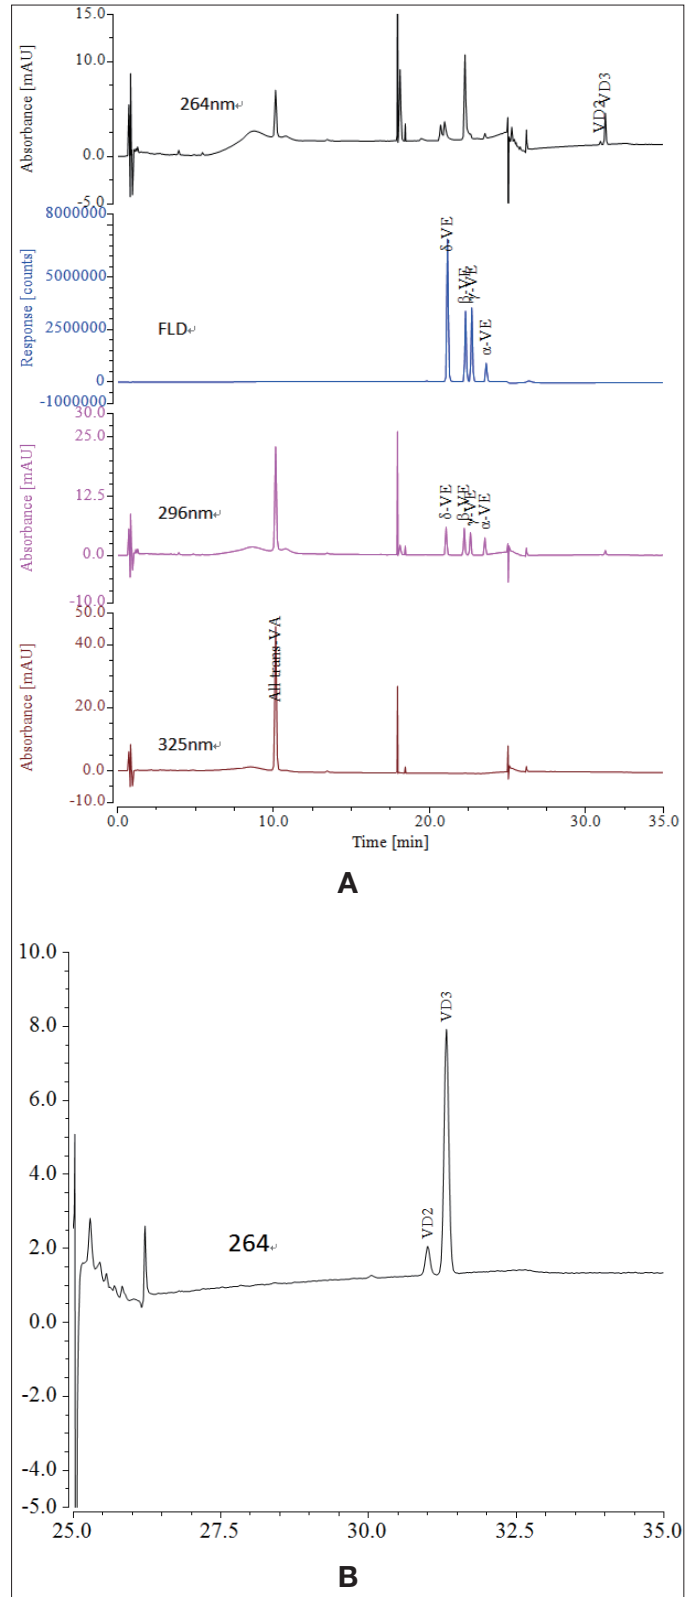 15.0
10.0
0.0
-5.0
Absorbance [mAU]
264nm↵
VD2
VD3
8000000
5000000
2500000
0
-1000000
Response [counts]
FLD↵
δ-VE
β-VE
γ-VE
α-VE
30.0
25.0
12.5
0.0
-10.0
Absorbance [mAU]
296nm↵
δ-VE
β-VE
γ-VE
α-VE
50.0
40.0
20.0
0.0
-10.0
Absorbance [mAU]
325nm↵
All trans-VA
0.0 10.0 20.0 30.0 35.0
Time [min]
A
10.0
8.0
6.0
4.0
2.0
0.0
-2.0
-4.0
-5.0
264↵
VD2
VD3
25.0 27.5 30.0 32.5 35.0
B